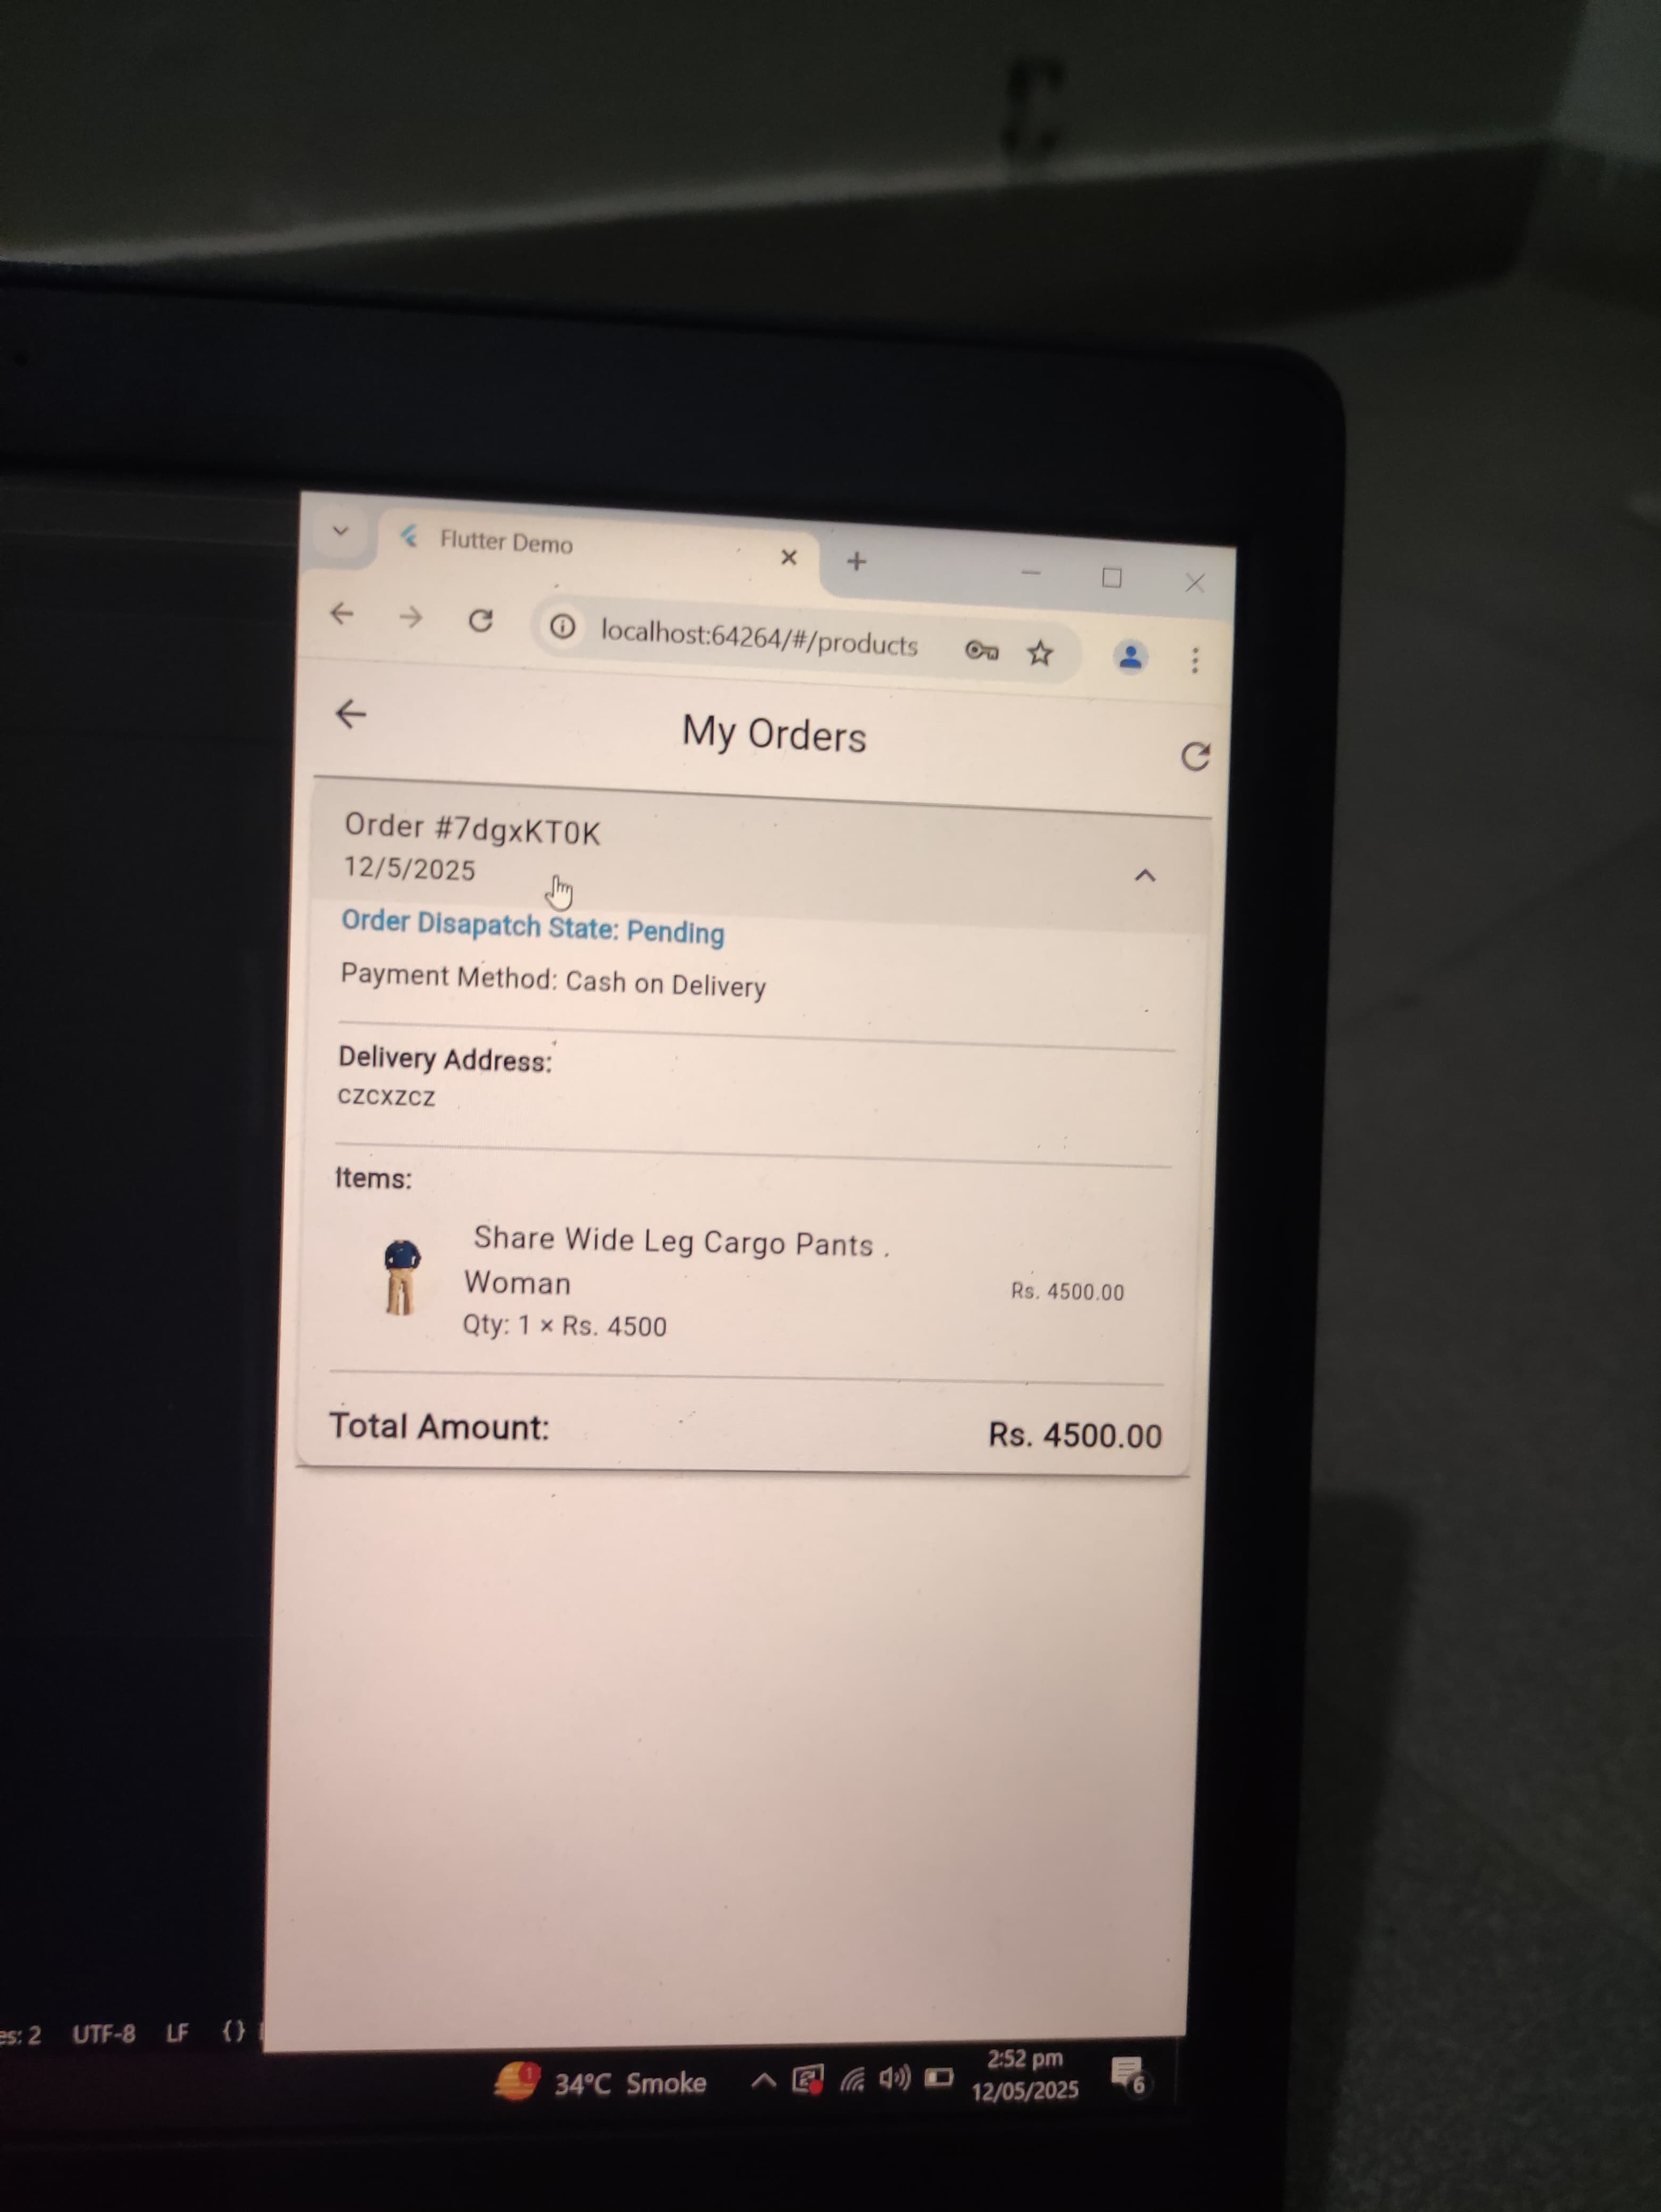 Flutter Demo
localhost:64264/#/products
My Orders
Order #7dgxKT0K
12/5/2025
Order Disapatch State: Pending
Payment Method: Cash on Delivery
Delivery Address:
czcxzcz
Items:
Share Wide Leg Cargo Pants .
Woman
Rs. 4500.00
Qty: 1 × Rs. 4500
Total Amount:
Rs. 4500.00
es: 2 UTF-8 LF {}
34°C Smoke
2:52 pm
12/05/2025
6
1